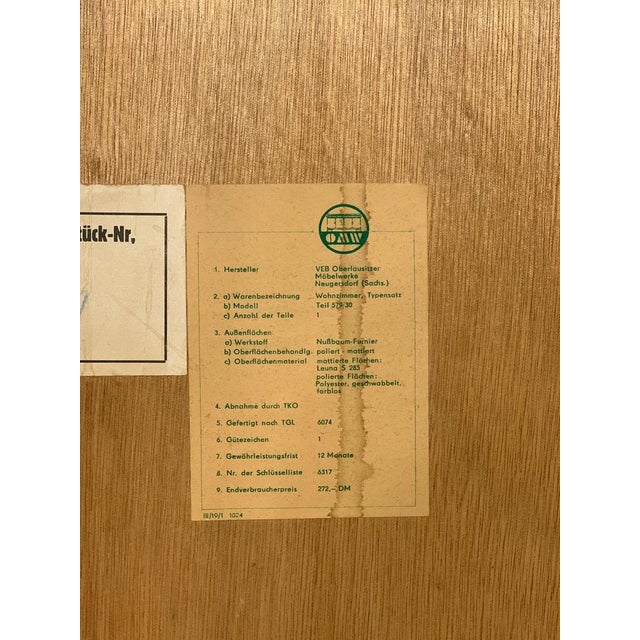 tück-Nr,
OMW
1. Hersteller VEB Oberlausitzer
Möbelwerke
Neugersdorf (Sachs.)
2. a) Warenbezeichnung Wohnzimmer, Typensatz
b) Modell Teil 579/30
c) Anzahl der Teile 1
3. Außenflächen
a) Werkstoff Nußbaum-Furnier
b) Oberflächenbehandlg. poliert - mattiert
c) Oberflächenmaterial mattierte Flächen:
Leuna S 285
polierte Flächen:
Polyester, geschwabbelt,
farblos
4. Abnahme durch TKO
5. Gefertigt nach TGL 6074
6. Gütezeichen 1
7. Gewährleistungsfrist 12 Monate
8. Nr. der Schlüsselliste 6317
9. Endverbraucherpreis 272,— DM
III/19/1 1024